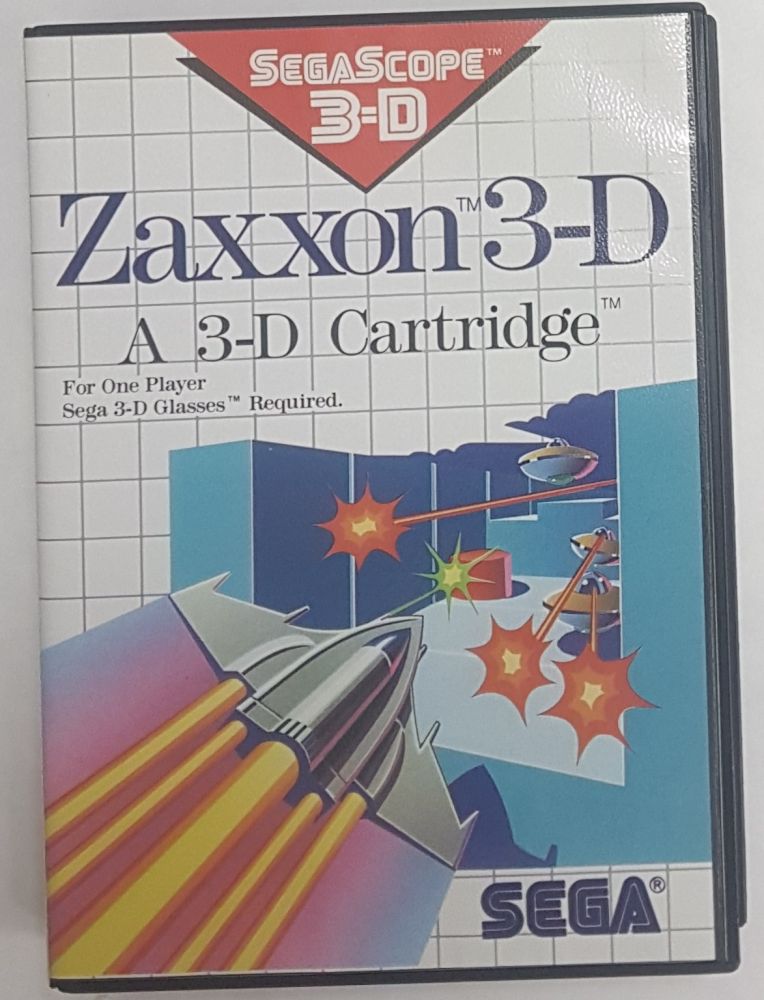 SEGASCOPE™
3-D
Zaxxon™ 3-D
A 3-D Cartridge™
For One Player
Sega 3-D Glasses™ Required.
SEGA®